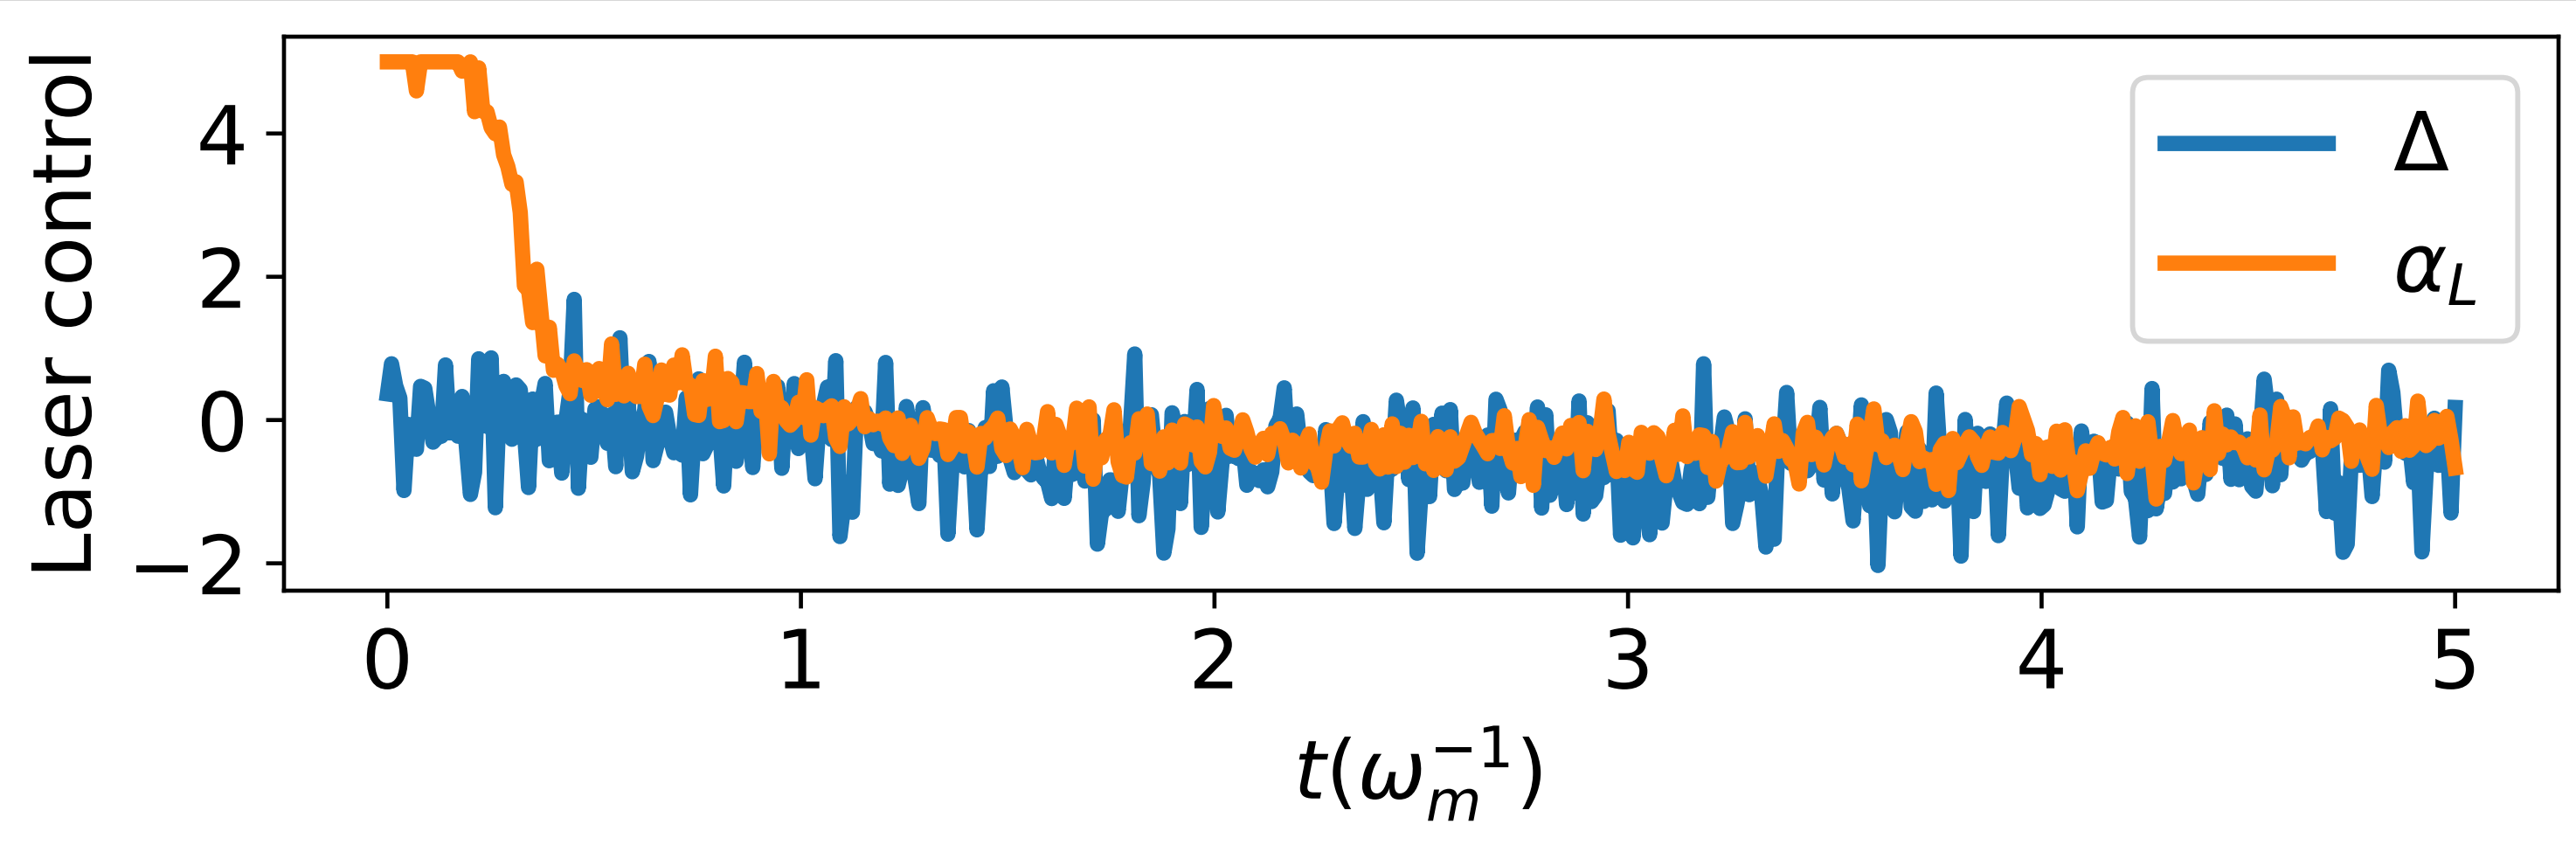 Laser control
4
2
0
−2
Δ
α_L
0 1 2 3 4 5
t(ω_m^{−1})